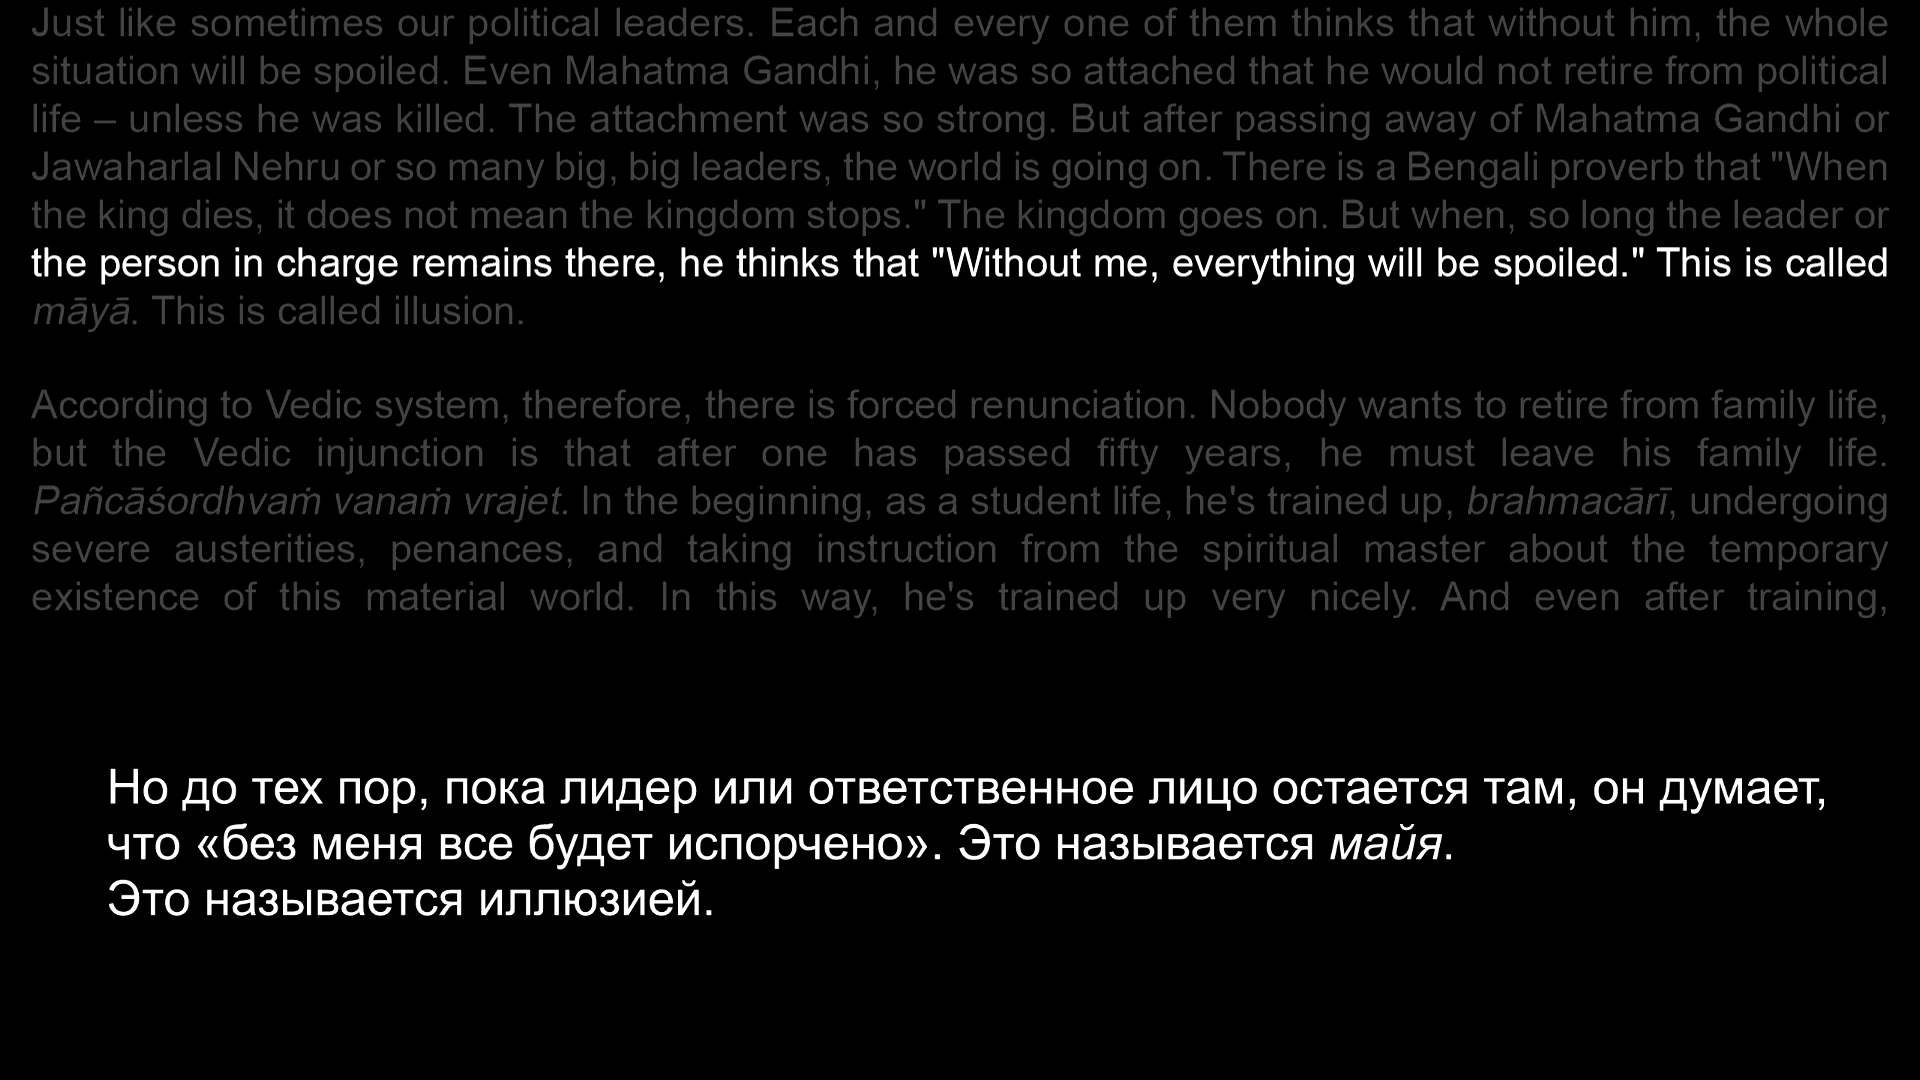 Just like sometimes our political leaders. Each and every one of them thinks that without him, the whole
situation will be spoiled. Even Mahatma Gandhi, he was so attached that he would not retire from political
life – unless he was killed. The attachment was so strong. But after passing away of Mahatma Gandhi or
Jawaharlal Nehru or so many big, big leaders, the world is going on. There is a Bengali proverb that "When
the king dies, it does not mean the kingdom stops." The kingdom goes on. But when, so long the leader or
the person in charge remains there, he thinks that "Without me, everything will be spoiled." This is called
māyā. This is called illusion.
According to Vedic system, therefore, there is forced renunciation. Nobody wants to retire from family life,
but the Vedic injunction is that after one has passed fifty years, he must leave his family life.
Pañcāśordhvaṁ vanaṁ vrajet. In the beginning, as a student life, he's trained up, brahmacārī, undergoing
severe austerities, penances, and taking instruction from the spiritual master about the temporary
existence of this material world. In this way, he's trained up very nicely. And even after training,
Но до тех пор, пока лидер или ответственное лицо остается там, он думает,
что «без меня все будет испорчено». Это называется майя.
Это называется иллюзией.